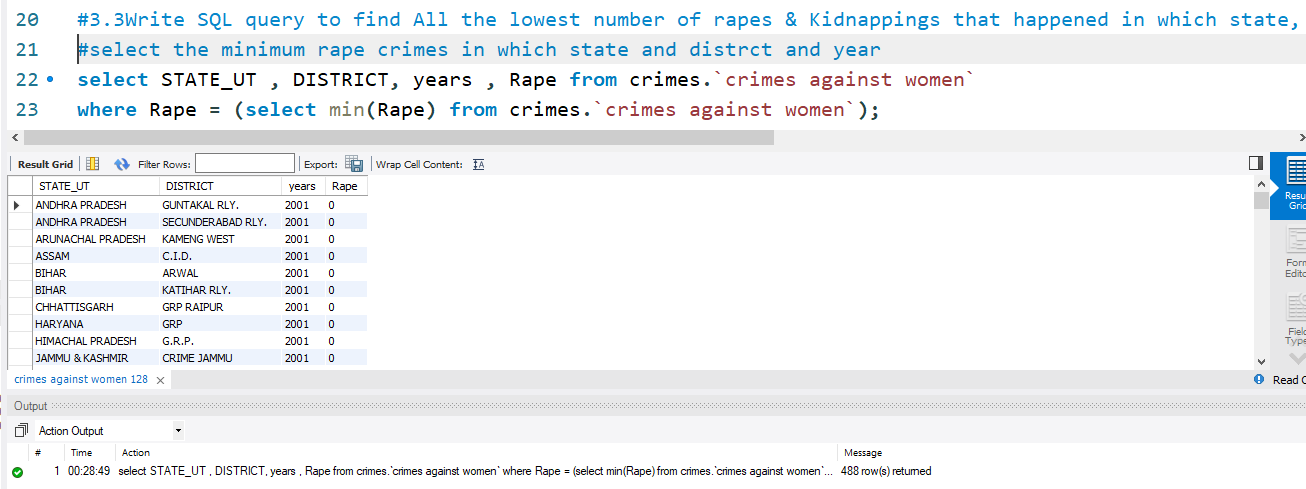 20 #3.3Write SQL query to find All the lowest number of rapes & Kidnappings that happened in which state,
21 #select the minimum rape crimes in which state and distrct and year
22 select STATE_UT , DISTRICT, years , Rape from crimes.`crimes against women`
23 where Rape = (select min(Rape) from crimes.`crimes against women`);
Result Grid Filter Rows: Export: Wrap Cell Content:
STATE_UT DISTRICT years Rape
ANDHRA PRADESH GUNTAKAL RLY. 2001 0
ANDHRA PRADESH SECUNDERABAD RLY. 2001 0
ARUNACHAL PRADESH KAMENG WEST 2001 0
ASSAM C.I.D. 2001 0
BIHAR ARWAL 2001 0
BIHAR KATIHAR RLY. 2001 0
CHHATTISGARH GRP RAIPUR 2001 0
HARYANA GRP 2001 0
HIMACHAL PRADESH G.R.P. 2001 0
JAMMU & KASHMIR CRIME JAMMU 2001 0
crimes against women 128
Output
Action Output
# Time Action Message
1 00:28:49 select STATE_UT , DISTRICT, years , Rape from crimes.`crimes against women` where Rape = (select min(Rape) from crimes.`crimes against women`... 488 row(s) returned